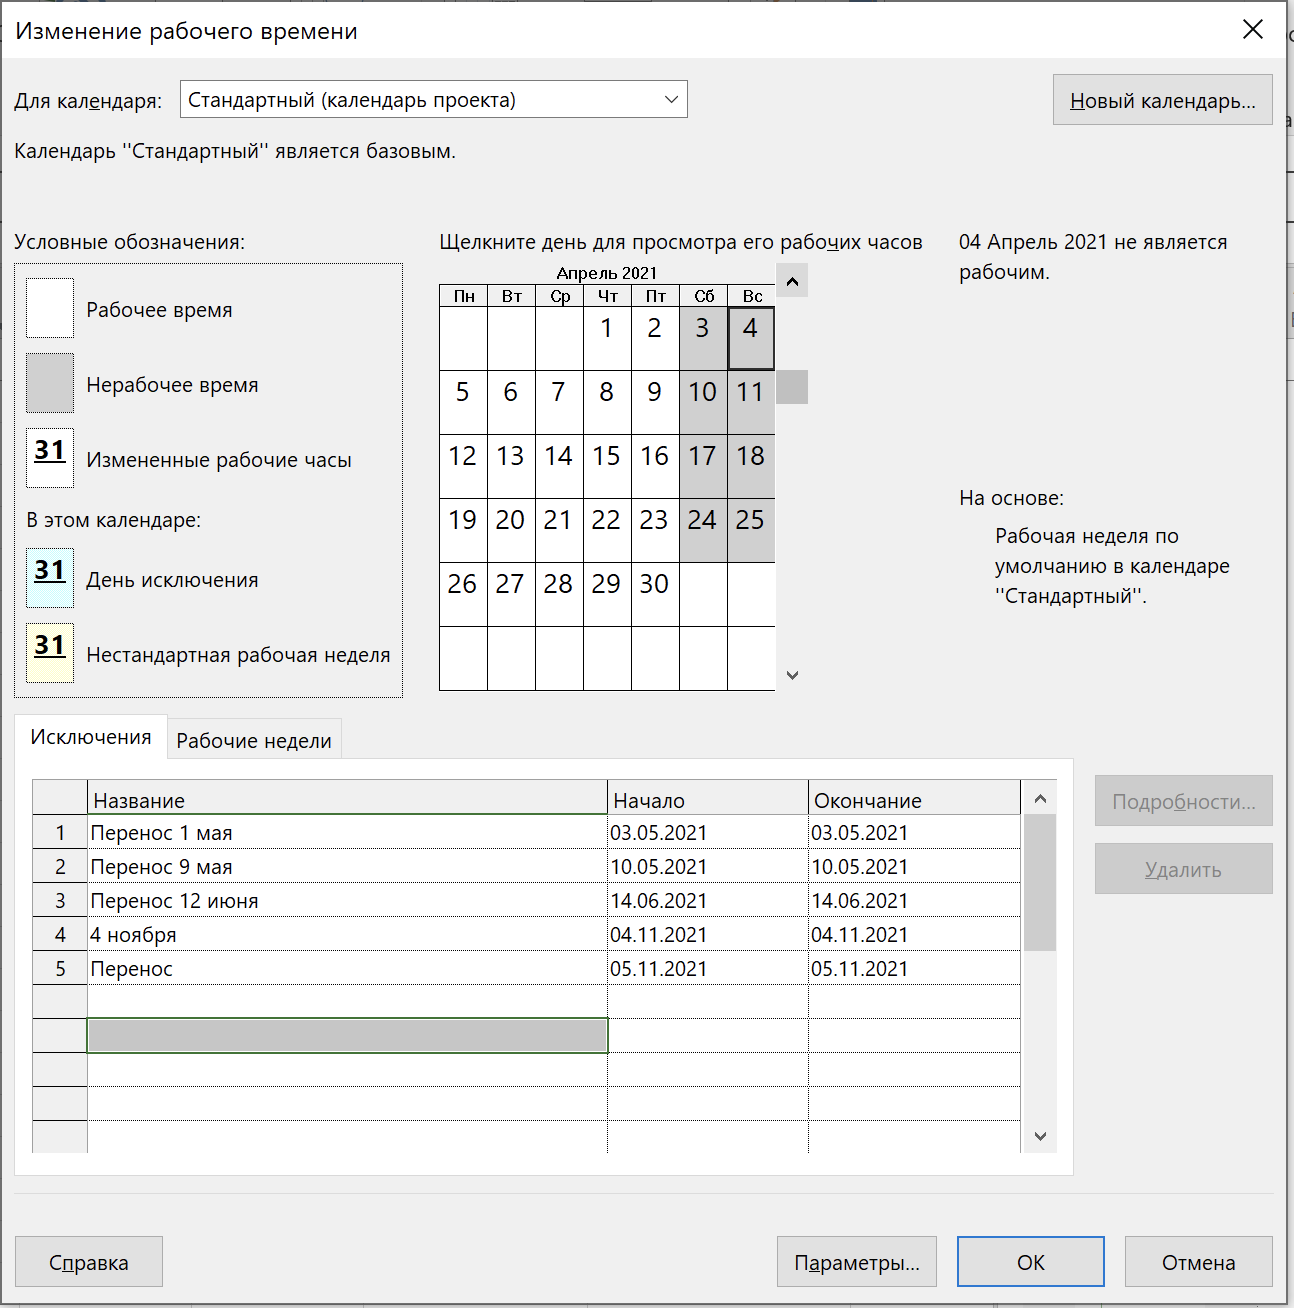 Изменение рабочего времени
Для календаря:
Стандартный (календарь проекта)
Новый календарь...
Календарь "Стандартный" является базовым.
Условные обозначения:
Рабочее время
Нерабочее время
31
Измененные рабочие часы
В этом календаре:
31
День исключения
31
Нестандартная рабочая неделя
Щелкните день для просмотра его рабочих часов
Апрель 2021
Пн Вт Ср Чт Пт Сб Вс
1 2 3 4
5 6 7 8 9 10 11
12 13 14 15 16 17 18
19 20 21 22 23 24 25
26 27 28 29 30
04 Апрель 2021 не является
рабочим.
На основе:
Рабочая неделя по
умолчанию в календаре
"Стандартный".
Исключения
Рабочие недели
Название Начало Окончание
1 Перенос 1 мая 03.05.2021 03.05.2021
2 Перенос 9 мая 10.05.2021 10.05.2021
3 Перенос 12 июня 14.06.2021 14.06.2021
4 4 ноября 04.11.2021 04.11.2021
5 Перенос 05.11.2021 05.11.2021
Подробности...
Удалить
Справка
Параметры...
ОК
Отмена